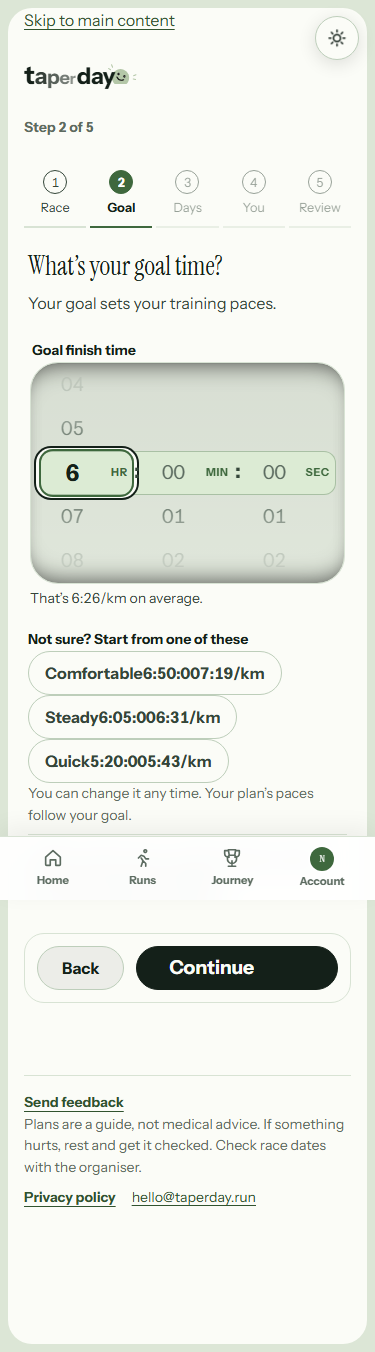 Skip to main content
taperday
Step 2 of 5
1 2 3 4 5
Race Goal Days You Review
What's your goal time?
Your goal sets your training paces.
Goal finish time
04
05
6 HR : 00 MIN : 00 SEC
07 01 01
08 02 02
That's 6:26/km on average.
Not sure? Start from one of these
Comfortable6:50:007:19/km
Steady6:05:006:31/km
Quick5:20:005:43/km
You can change it any time. Your plan's paces
follow your goal.
N
Home Runs Journey Account
Back Continue
Send feedback
Plans are a guide, not medical advice. If something
hurts, rest and get it checked. Check race dates
with the organiser.
Privacy policy hello@taperday.run